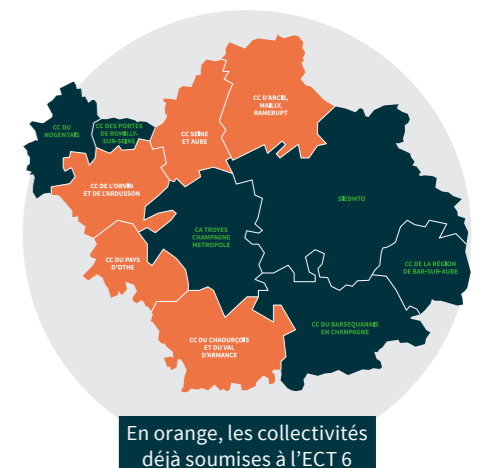 CC D'ARCIS,
MAILLY,
RAMERUPT
CC DU
NOGENTAIS
CC DES PORTES
DE ROMILLY-
SUR-SEINE
CC SEINE
ET AUBE
CC DE L'ORVIN
ET DE L'ARDUSSON
SIEDMTO
CA TROYES
CHAMPAGNE
METROPOLE
CC DU PAYS
D'OTHE
CC DE LA RÉGION
DE BAR-SUR-AUBE
CC DU BARSEQUANAIS
EN CHAMPAGNE
CC DU CHAOURÇOIS
ET DU VAL
D'ARMANCE
En orange, les collectivités
déjà soumises à l'ECT 6